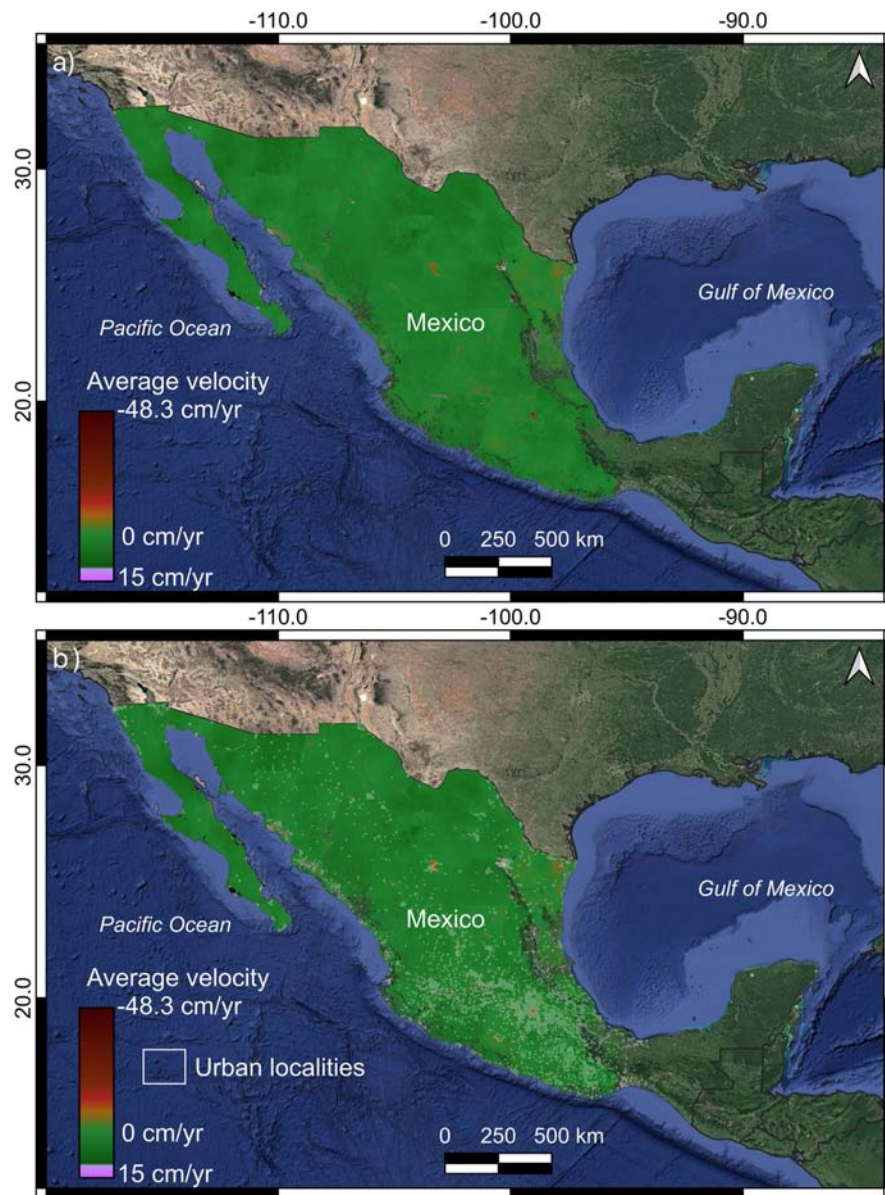 -110.0 -100.0 -90.0
a)
30.0
Gulf of Mexico
Pacific Ocean
Mexico
Average velocity
20.0
-48.3 cm/yr
0 cm/yr
0 250 500 km
15 cm/yr
-110.0 -100.0 -90.0
b)
30.0
Gulf of Mexico
Pacific Ocean
Mexico
Average velocity
20.0
-48.3 cm/yr
Urban localities
0 cm/yr
0 250 500 km
15 cm/yr